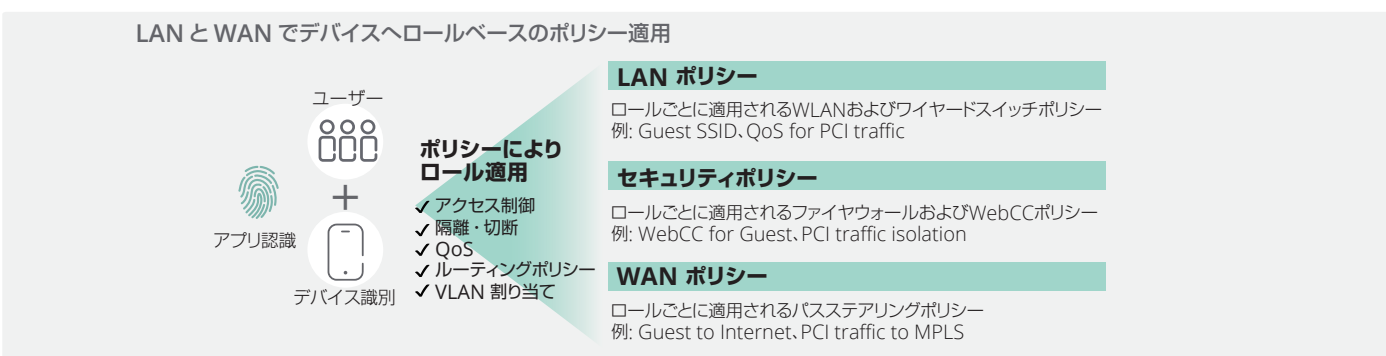 LAN と WAN でデバイスへロールベースのポリシー適用
ユーザー
アプリ認識
デバイス識別
ポリシーにより
ロール適用
✓ アクセス制御
✓ 隔離・切断
✓ QoS
✓ ルーティングポリシー
✓ VLAN 割り当て
LAN ポリシー
ロールごとに適用されるWLANおよびワイヤードスイッチポリシー
例: Guest SSID、QoS for PCI traffic
セキュリティポリシー
ロールごとに適用されるファイヤウォールおよびWebCCポリシー
例: WebCC for Guest、PCI traffic isolation
WAN ポリシー
ロールごとに適用されるパスステアリングポリシー
例: Guest to Internet、PCI traffic to MPLS